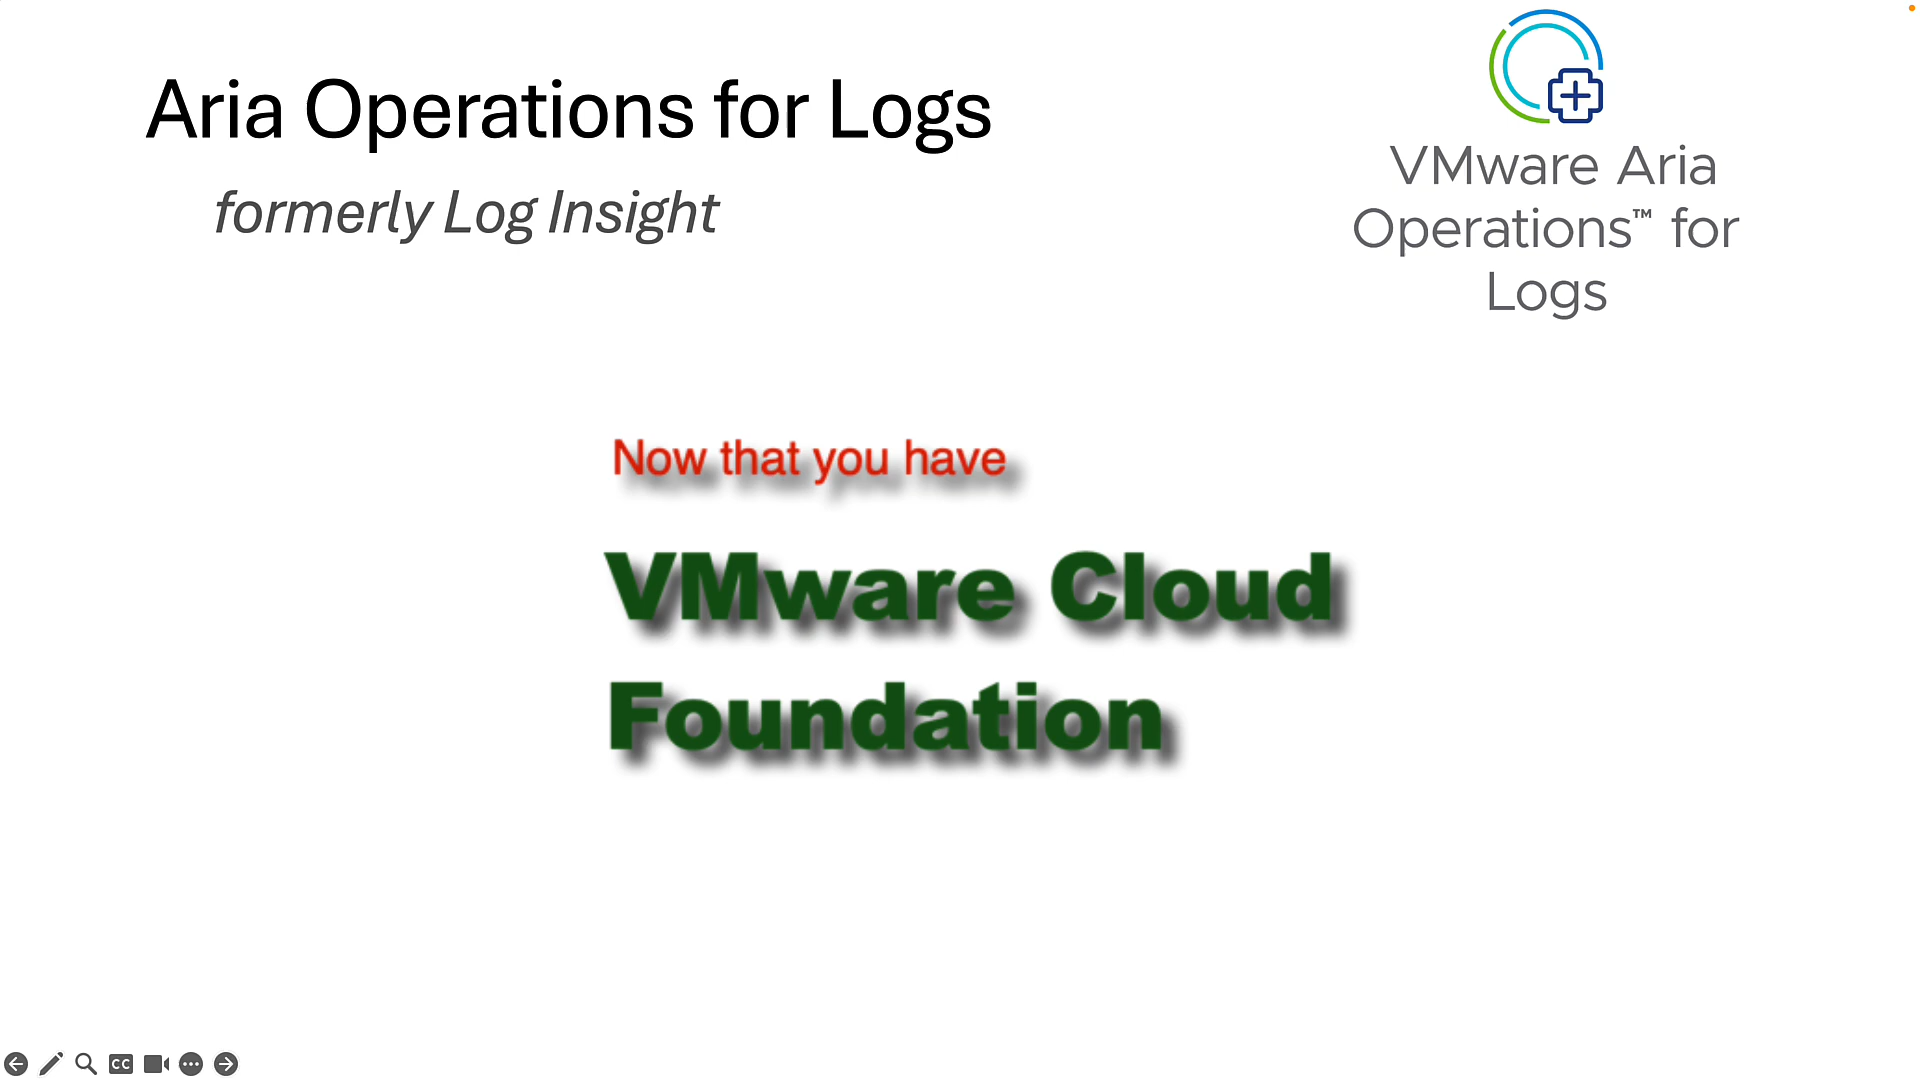 Aria Operations for Logs
formerly Log Insight
VMware Aria
Operations™ for
Logs
Now that you have
VMware Cloud
Foundation
CC